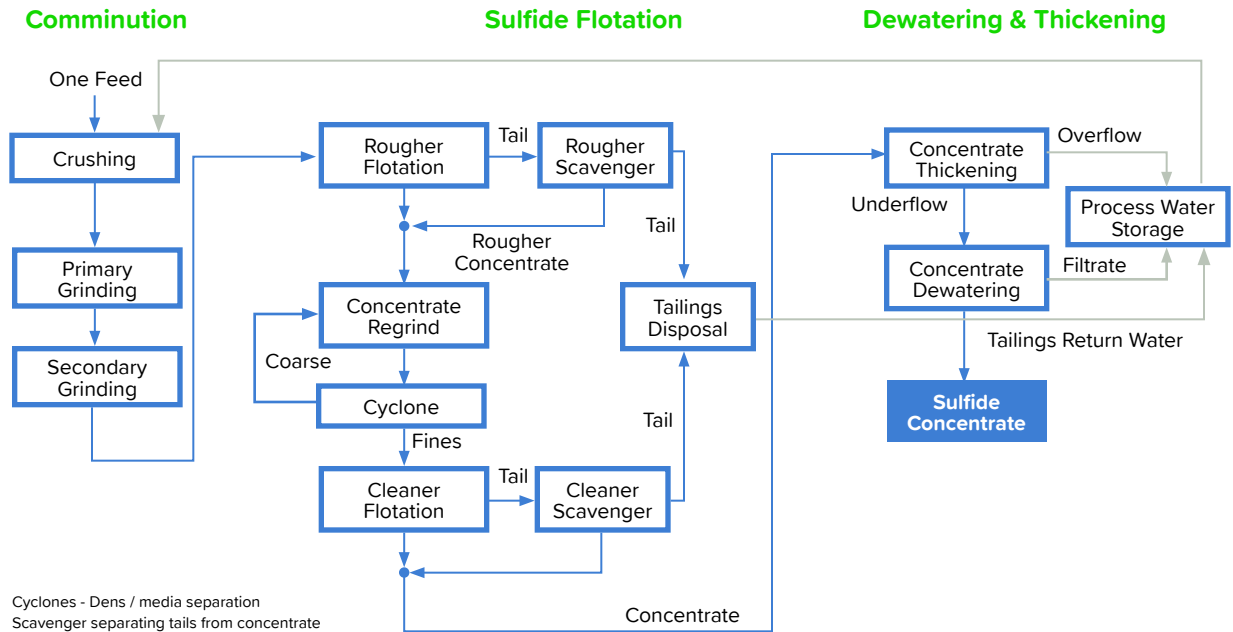 Comminution
Sulfide Flotation
Dewatering & Thickening
One Feed
Crushing
Primary
Grinding
Secondary
Grinding
Rougher
Flotation
Tail
Rougher
Scavenger
Rougher
Concentrate
Tail
Concentrate
Regrind
Coarse
Cyclone
Fines
Cleaner
Flotation
Tail
Cleaner
Scavenger
Tail
Tailings
Disposal
Concentrate
Concentrate
Thickening
Overflow
Underflow
Process Water
Storage
Concentrate
Dewatering
Filtrate
Tailings Return Water
Sulfide
Concentrate
Cyclones - Dens / media separation
Scavenger separating tails from concentrate